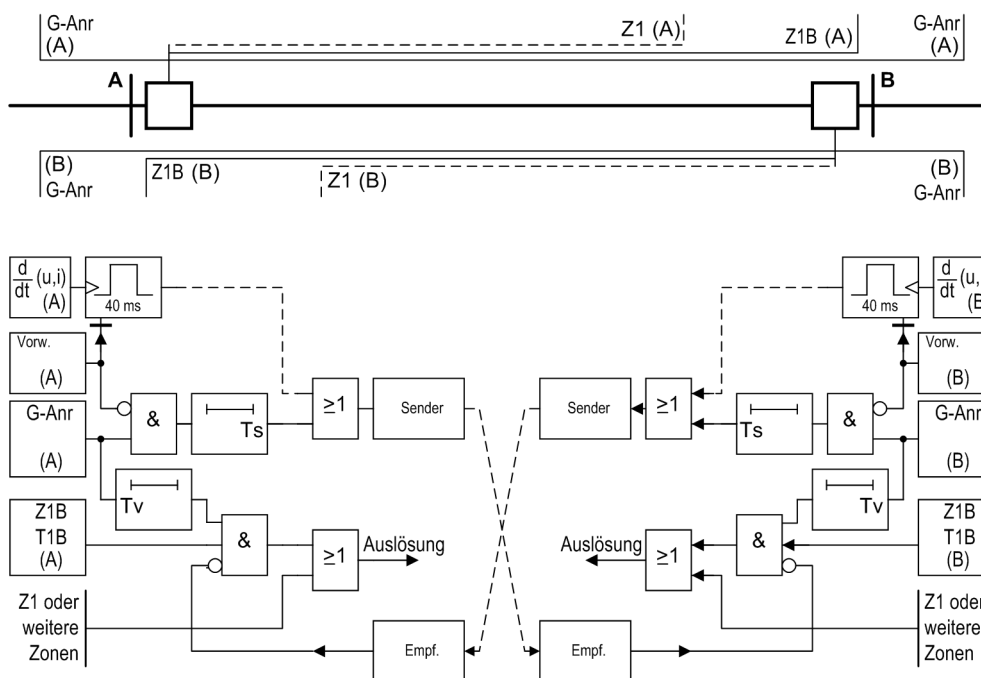 G-Anr
(A)
Z1 (A)
Z1B (A)
G-Anr
(A)
A
B
(B)
G-Anr
Z1B (B)
Z1 (B)
(B)
G-Anr
d
dt
(u,i)
(A)
40 ms
40 ms
d
dt
(u,
(B
Vorw.
(A)
Vorw.
(B)
G-Anr
(A)
&
Ts
≥1
Sender
Sender
≥1
Ts
&
G-Anr
(B)
Tv
Tv
Z1B
T1B
(A)
&
≥1
Auslösung
Auslösung
≥1
&
Z1B
T1B
(B)
Z1 oder
weitere
Zonen
Empf.
Empf.
Z1 oder
weitere
Zonen